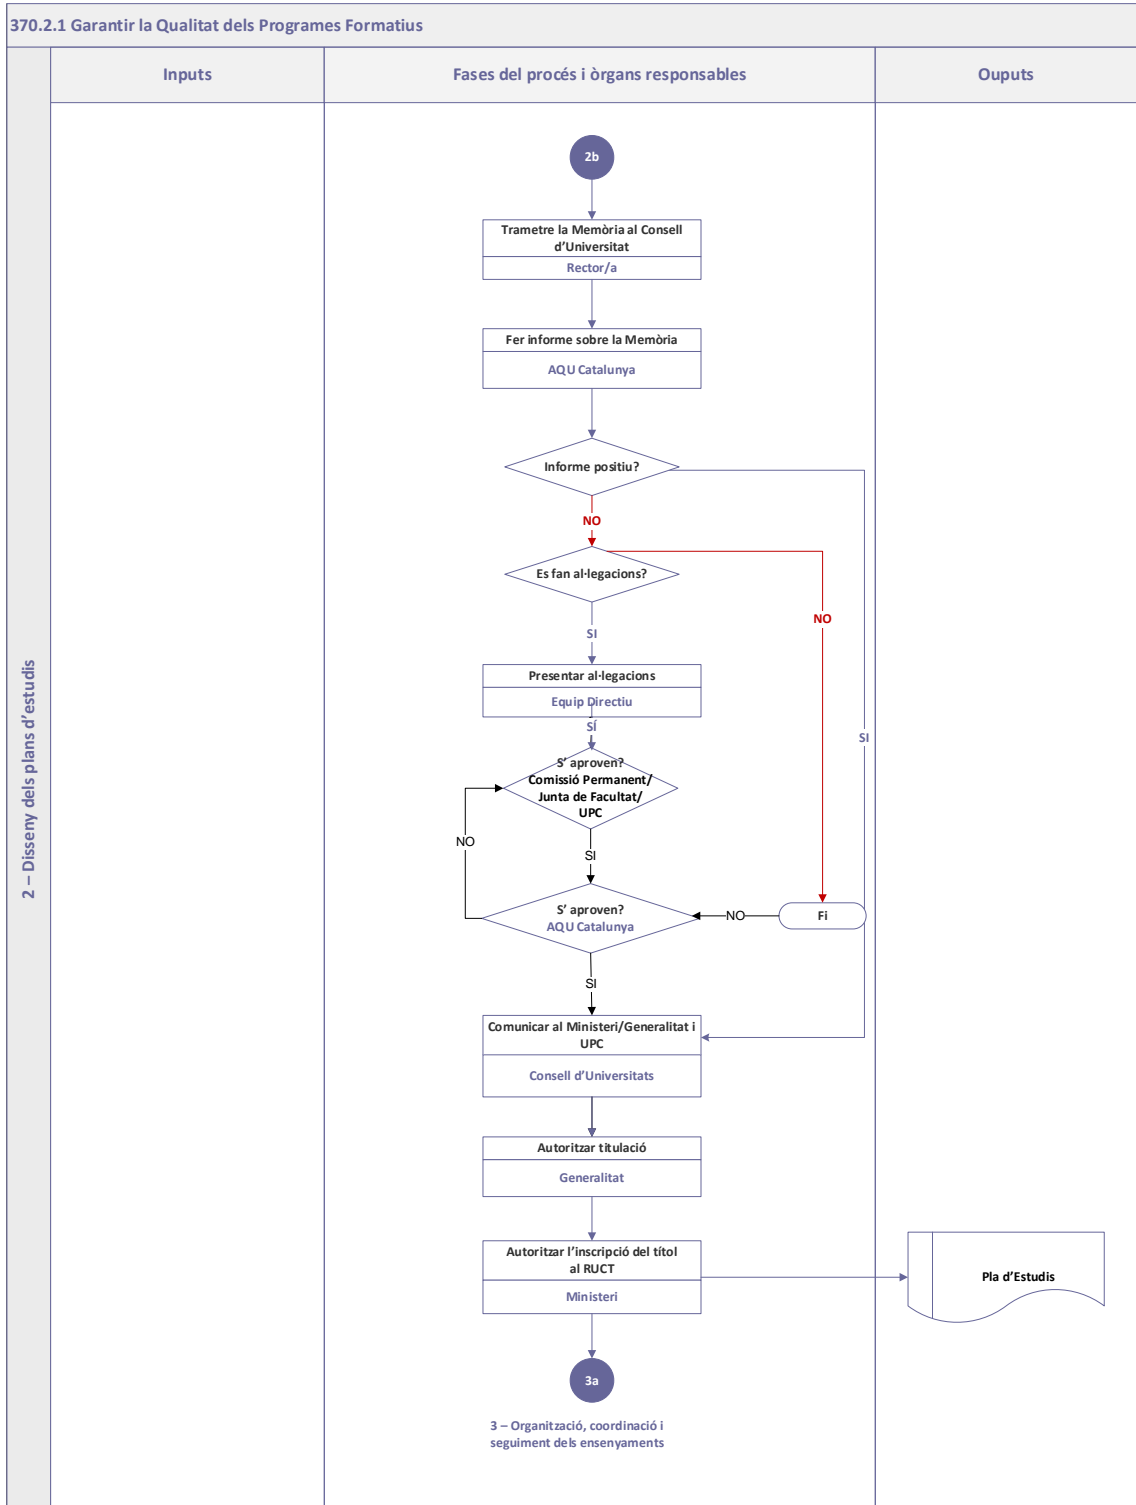 370.2.1 Garantir la Qualitat dels Programes Formatius
Inputs
Fases del procés i òrgans responsables
Ouputs
2 – Disseny dels plans d'estudis
2b
Trametre la Memòria al Consell
d'Universitat
Rector/a
Fer informe sobre la Memòria
AQU Catalunya
Informe positiu?
NO
Es fan al·legacions?
NO
SI
Presentar al·legacions
Equip Directiu
SÍ
SI
S' aproven?
Comissió Permanent/
Junta de Facultat/
UPC
NO
SI
S' aproven?
AQU Catalunya
NO
Fi
SI
Comunicar al Ministeri/Generalitat i
UPC
Consell d'Universitats
Autoritzar titulació
Generalitat
Autoritzar l'inscripció del títol
al RUCT
Ministeri
Pla d'Estudis
3a
3 – Organització, coordinació i
seguiment dels ensenyaments